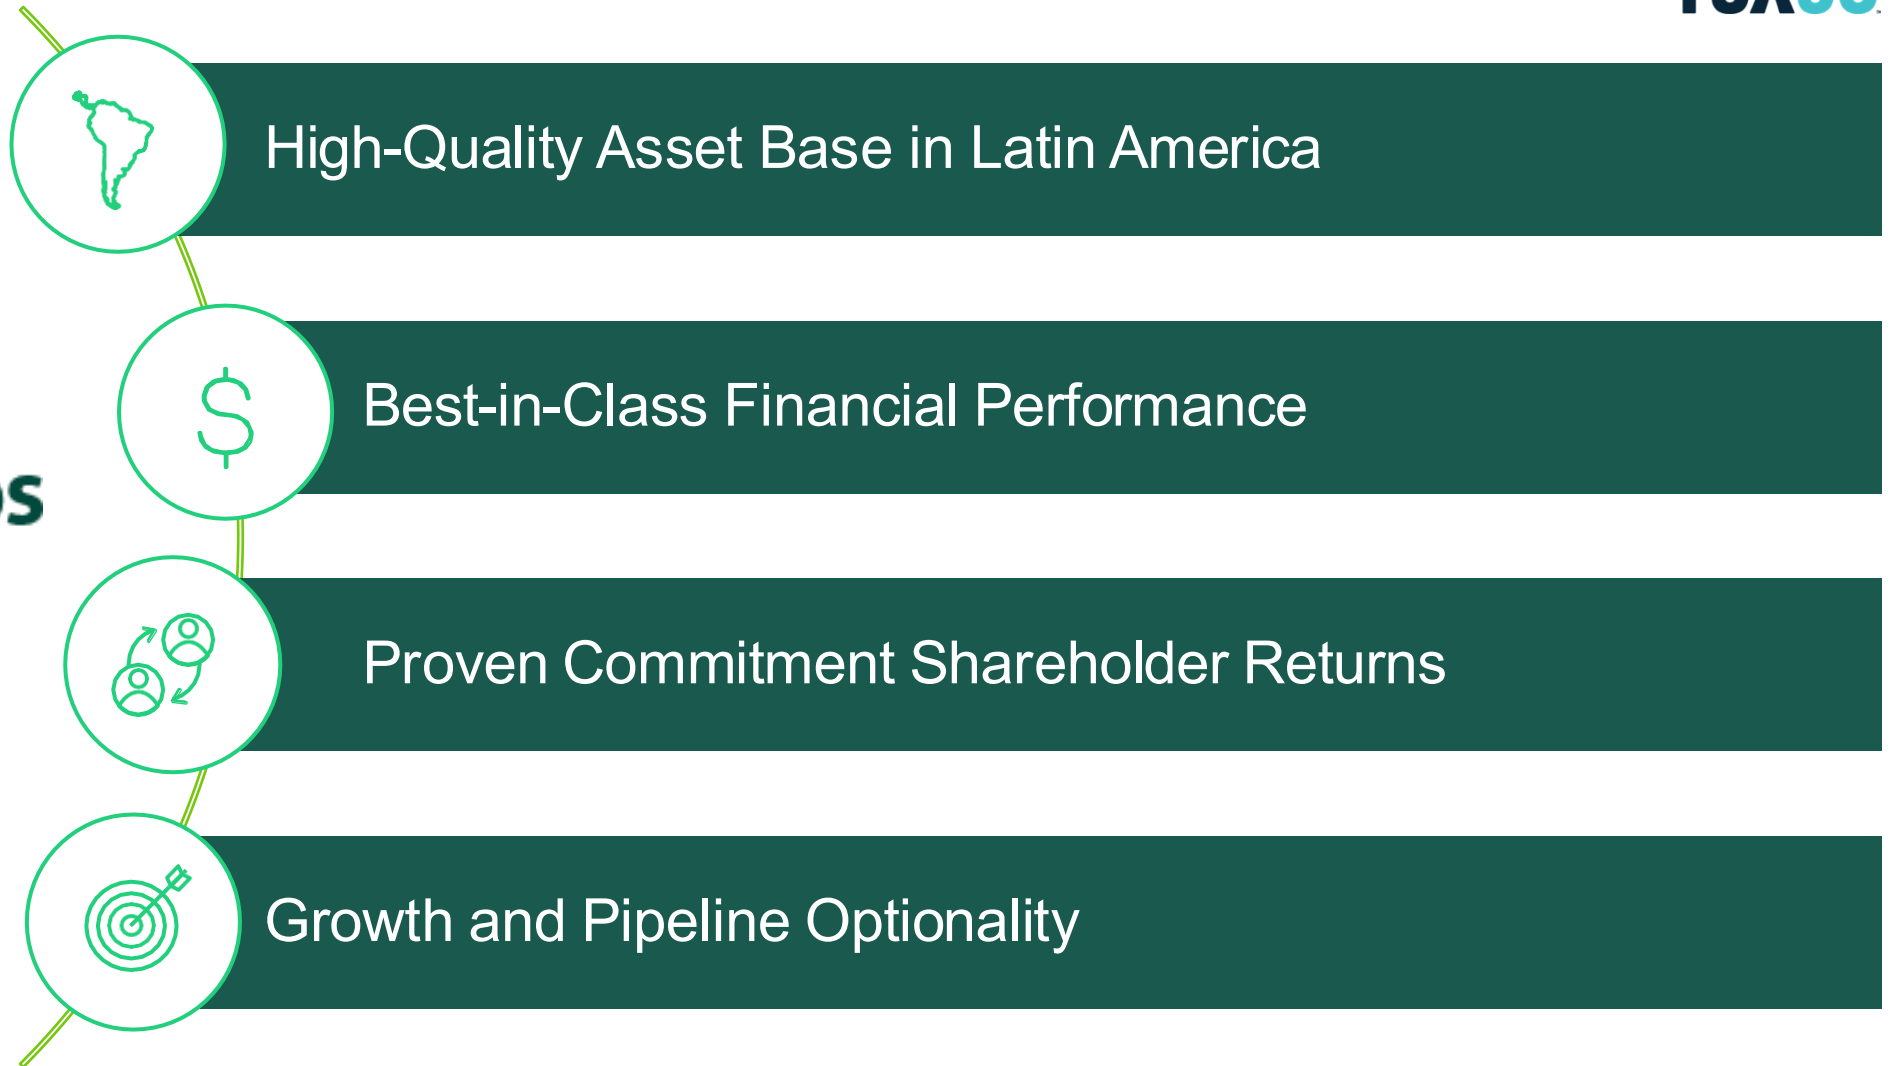 High-Quality Asset Base in Latin America
$
Best-in-Class Financial Performance
Proven Commitment Shareholder Returns
Growth and Pipeline Optionality